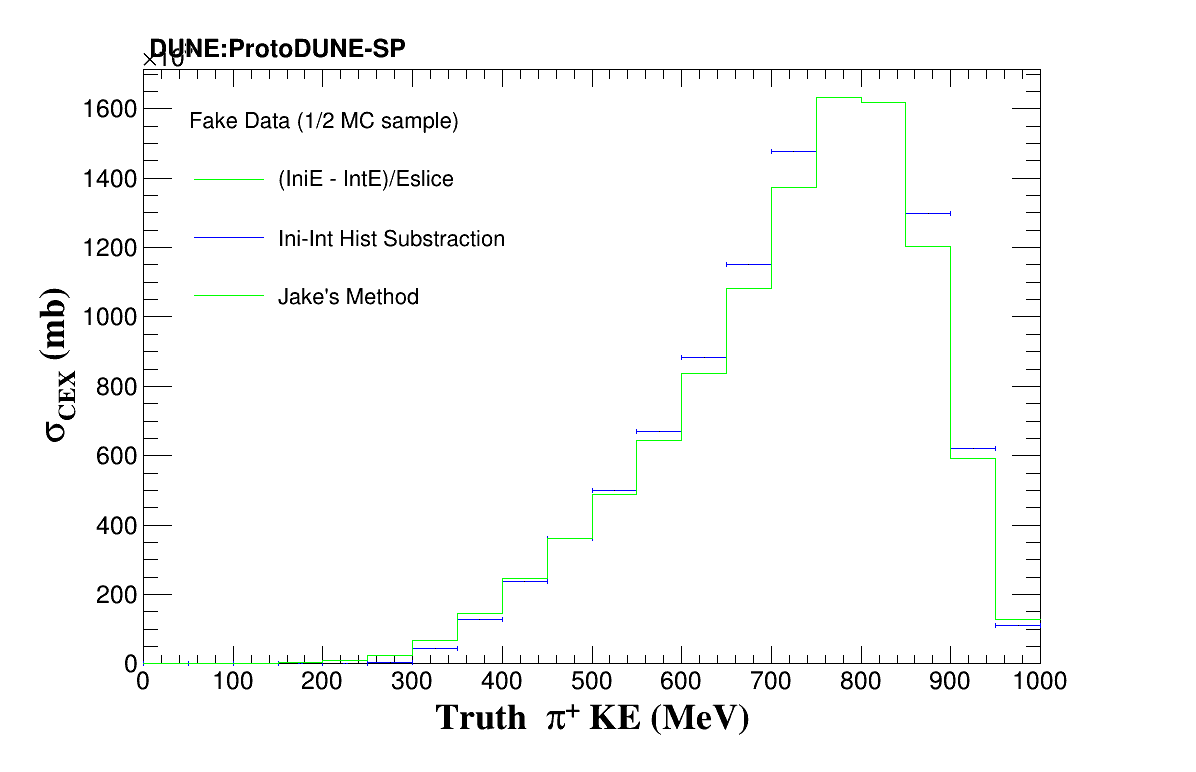 DUNE:ProtoDUNE-SP
×10
Fake Data (1/2 MC sample)
(IniE - IntE)/Eslice
Ini-Int Hist Substraction
Jake's Method
1600
1400
1200
1000
800
600
400
200
0
σCEX (mb)
0 100 200 300 400 500 600 700 800 900 1000
Truth π+ KE (MeV)